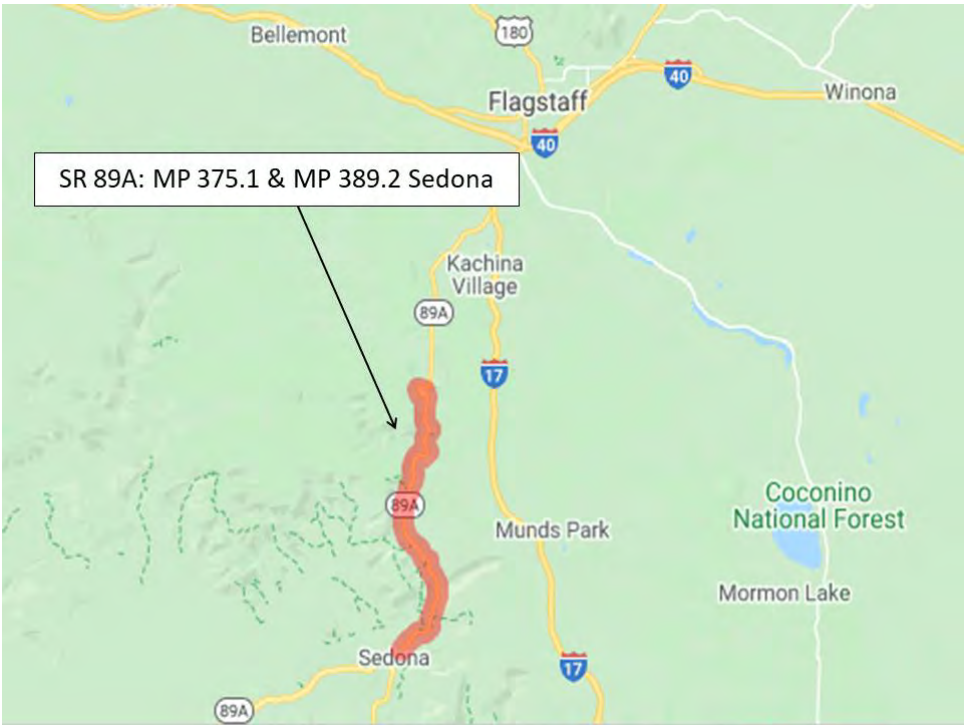 Bellemont
180
40
Winona
Flagstaff
40
SR 89A: MP 375.1 & MP 389.2 Sedona
Kachina
Village
89A
17
89A
Coconino
National Forest
Munds Park
Mormon Lake
Sedona
17
89A